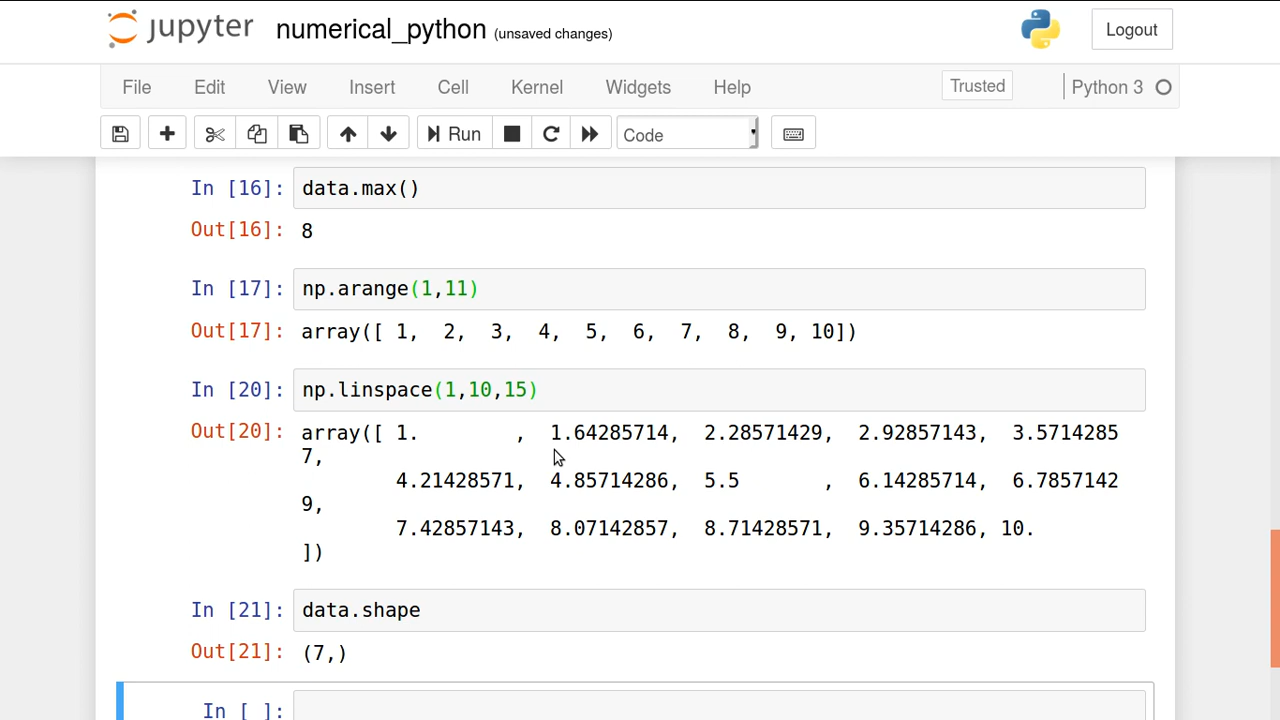 jupyter numerical_python (unsaved changes) Logout
File Edit View Insert Cell Kernel Widgets Help Trusted Python 3
Run Code
In [16]: data.max()
Out[16]: 8
In [17]: np.arange(1,11)
Out[17]: array([ 1,  2,  3,  4,  5,  6,  7,  8,  9, 10])
In [20]: np.linspace(1,10,15)
Out[20]: array([ 1.        ,  1.64285714,  2.28571429,  2.92857143,  3.5714285
7,
        4.21428571,  4.85714286,  5.5       ,  6.14285714,  6.7857142
9,
        7.42857143,  8.07142857,  8.71428571,  9.35714286, 10.
])
In [21]: data.shape
Out[21]: (7,)
In [ ]: